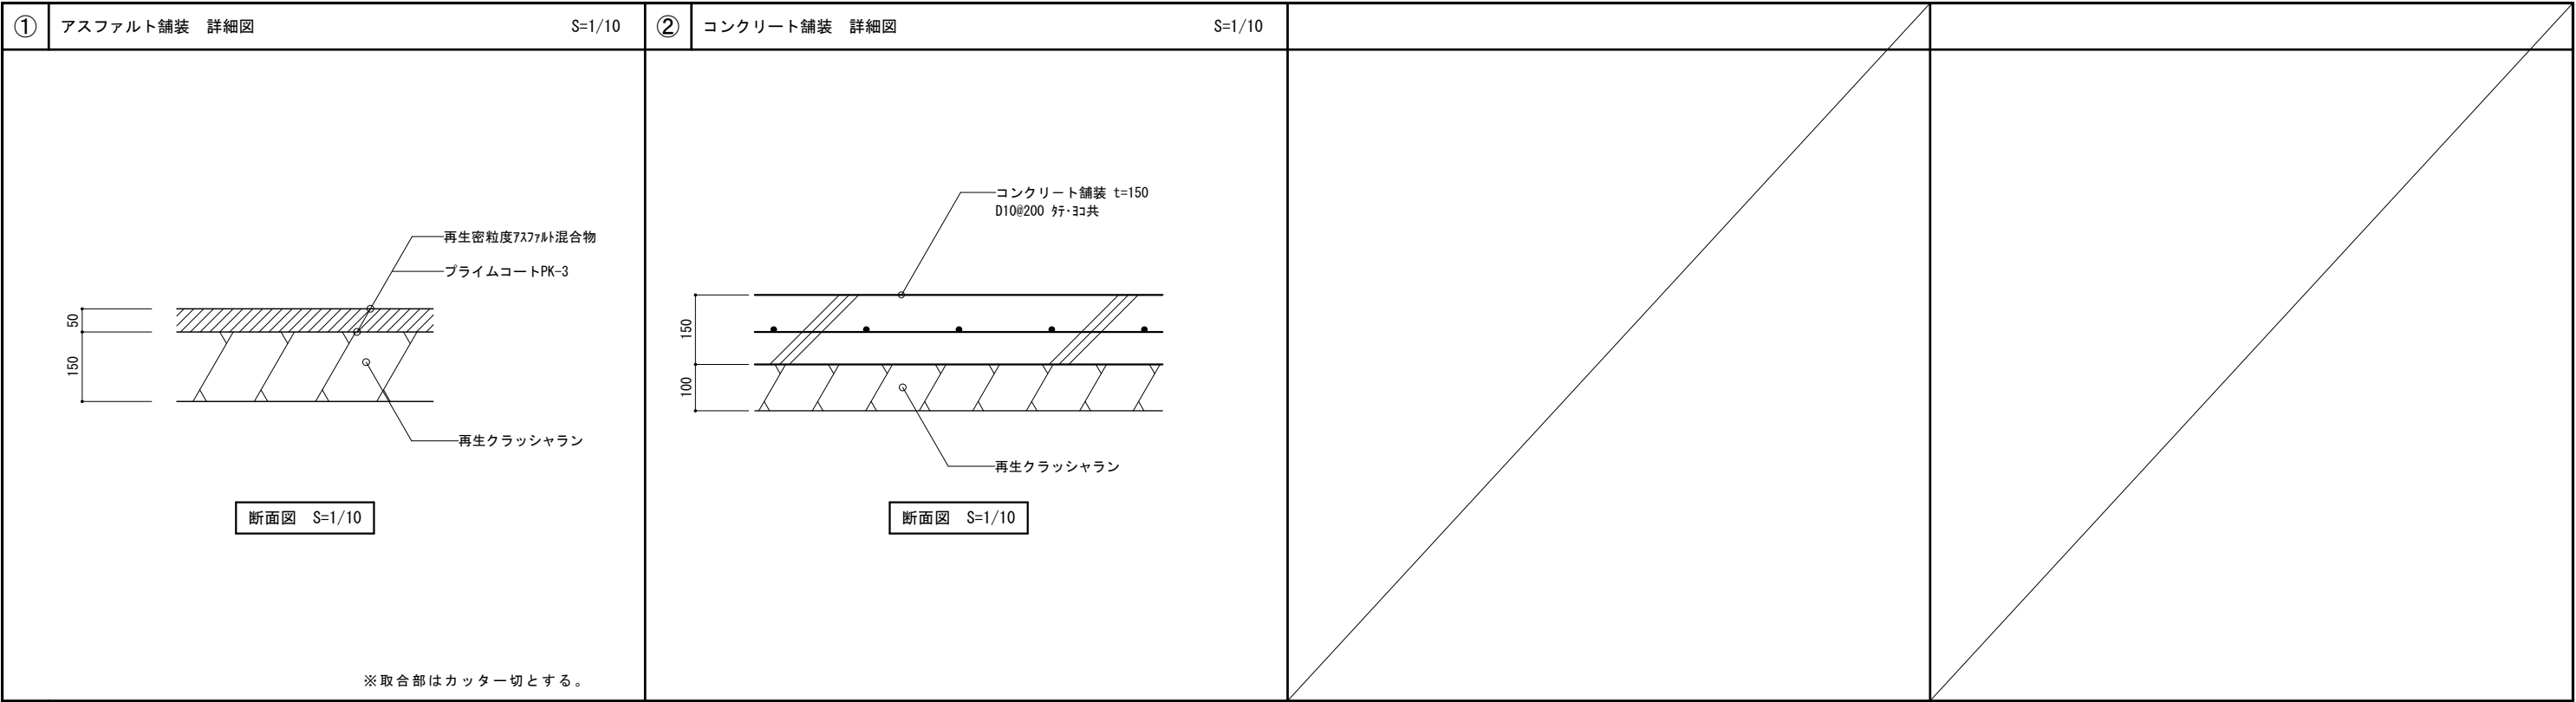 ① アスファルト舗装　詳細図 S=1/10
再生密粒度ｱｽﾌｧﾙﾄ混合物
プライムコートPK-3
50
150
再生クラッシャラン
断面図　S=1/10
※取合部はカッター切とする。
② コンクリート舗装　詳細図 S=1/10
コンクリート舗装 t=150
D10@200 ﾀﾃ･ﾖｺ共
150
100
再生クラッシャラン
断面図　S=1/10